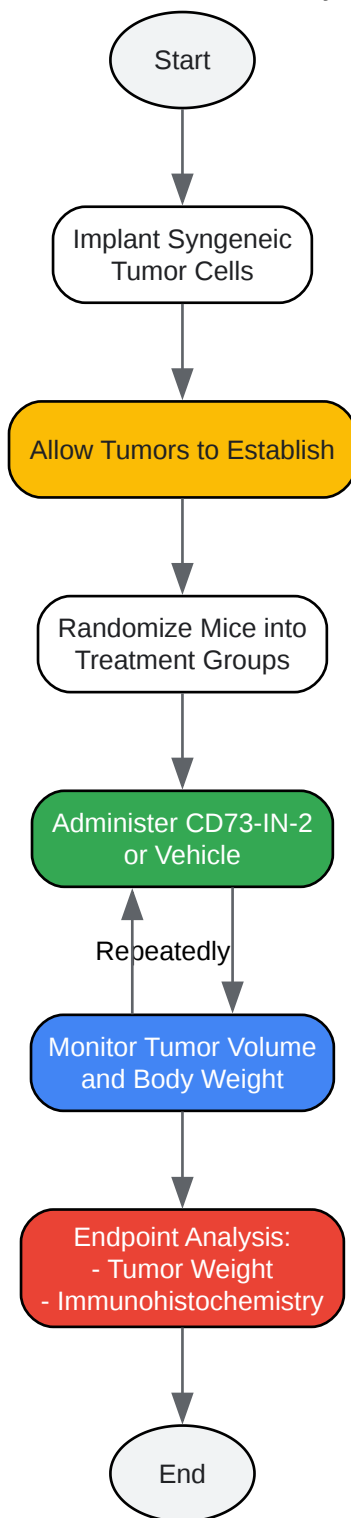 Start
Implant Syngeneic
Tumor Cells
Allow Tumors to Establish
Randomize Mice into
Treatment Groups
Administer CD73-IN-2
or Vehicle
Repeatedly
Monitor Tumor Volume
and Body Weight
Endpoint Analysis:
- Tumor Weight
- Immunohistochemistry
End